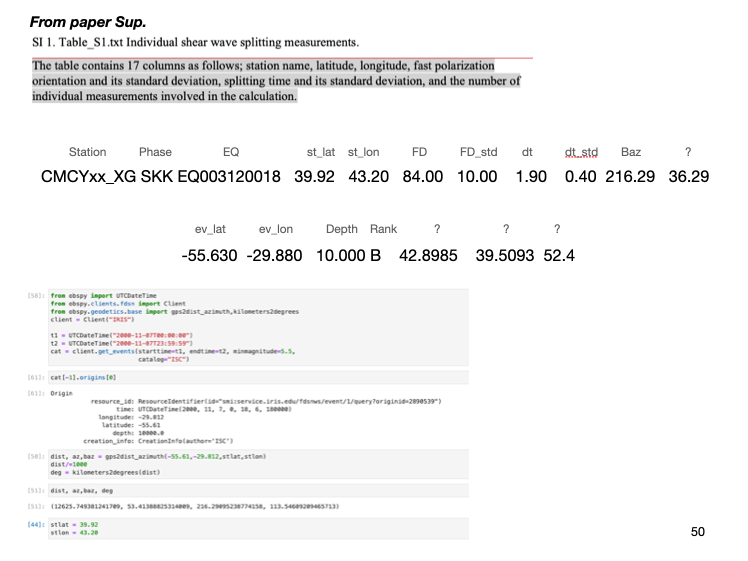 From paper Sup.
SI 1. Table_S1.txt Individual shear wave splitting measurements.
The table contains 17 columns as follows; station name, latitude, longitude, fast polarization
orientation and its standard deviation, splitting time and its standard deviation, and the number of
individual measurements involved in the calculation.
Station Phase EQ st_lat st_lon FD FD_std dt dt_std Baz ?
CMCYxx_XG SKK EQ003120018 39.92 43.20 84.00 10.00 1.90 0.40 216.29 36.29
ev_lat ev_lon Depth Rank ? ? ?
-55.630 -29.880 10.000 B 42.8985 39.5093 52.4
[58]: from obspy import UTCDateTime
from obspy.clients.fdsn import Client
from obspy.geodetics.base import gps2dist_azimuth,kilometers2degrees
client = Client("IRIS")
t1 = UTCDateTime("2000-11-07T00:00:00")
t2 = UTCDateTime("2000-11-07T23:59:59")
cat = client.get_events(starttime=t1, endtime=t2, minmagnitude=5.5,
catalog="ISC")
[61]: cat[-1].origins[0]
[61]: Origin
resource_id: ResourceIdentifier(id="smi:service.iris.edu/fdsnws/event/1/query?originid=2890539")
time: UTCDateTime(2000, 11, 7, 0, 18, 6, 180000)
longitude: -29.812
latitude: -55.61
depth: 10000.0
creation_info: CreationInfo(author='ISC')
[50]: dist, az,baz = gps2dist_azimuth(-55.61,-29.812,stlat,stlon)
dist/=1000
deg = kilometers2degrees(dist)
[51]: dist, az,baz, deg
[51]: (12625.749381241709, 53.41388825314009, 216.29095238774158, 113.54609209465713)
[44]: stlat = 39.92
stlon = 43.20
50